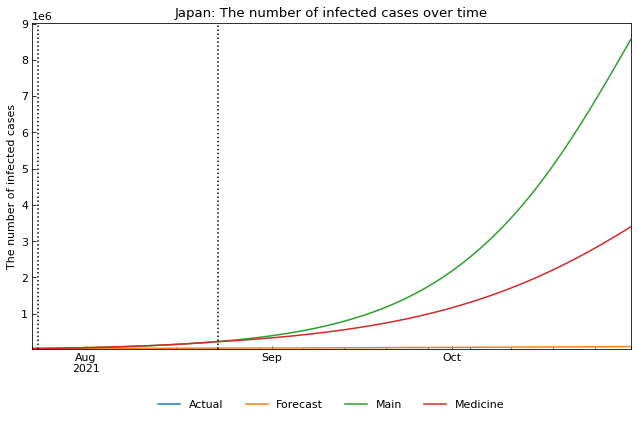 Japan: The number of infected cases over time
1e6
9
8
7
6
5
4
3
2
1
The number of infected cases
Aug
2021
Sep
Oct
Actual
Forecast
Main
Medicine